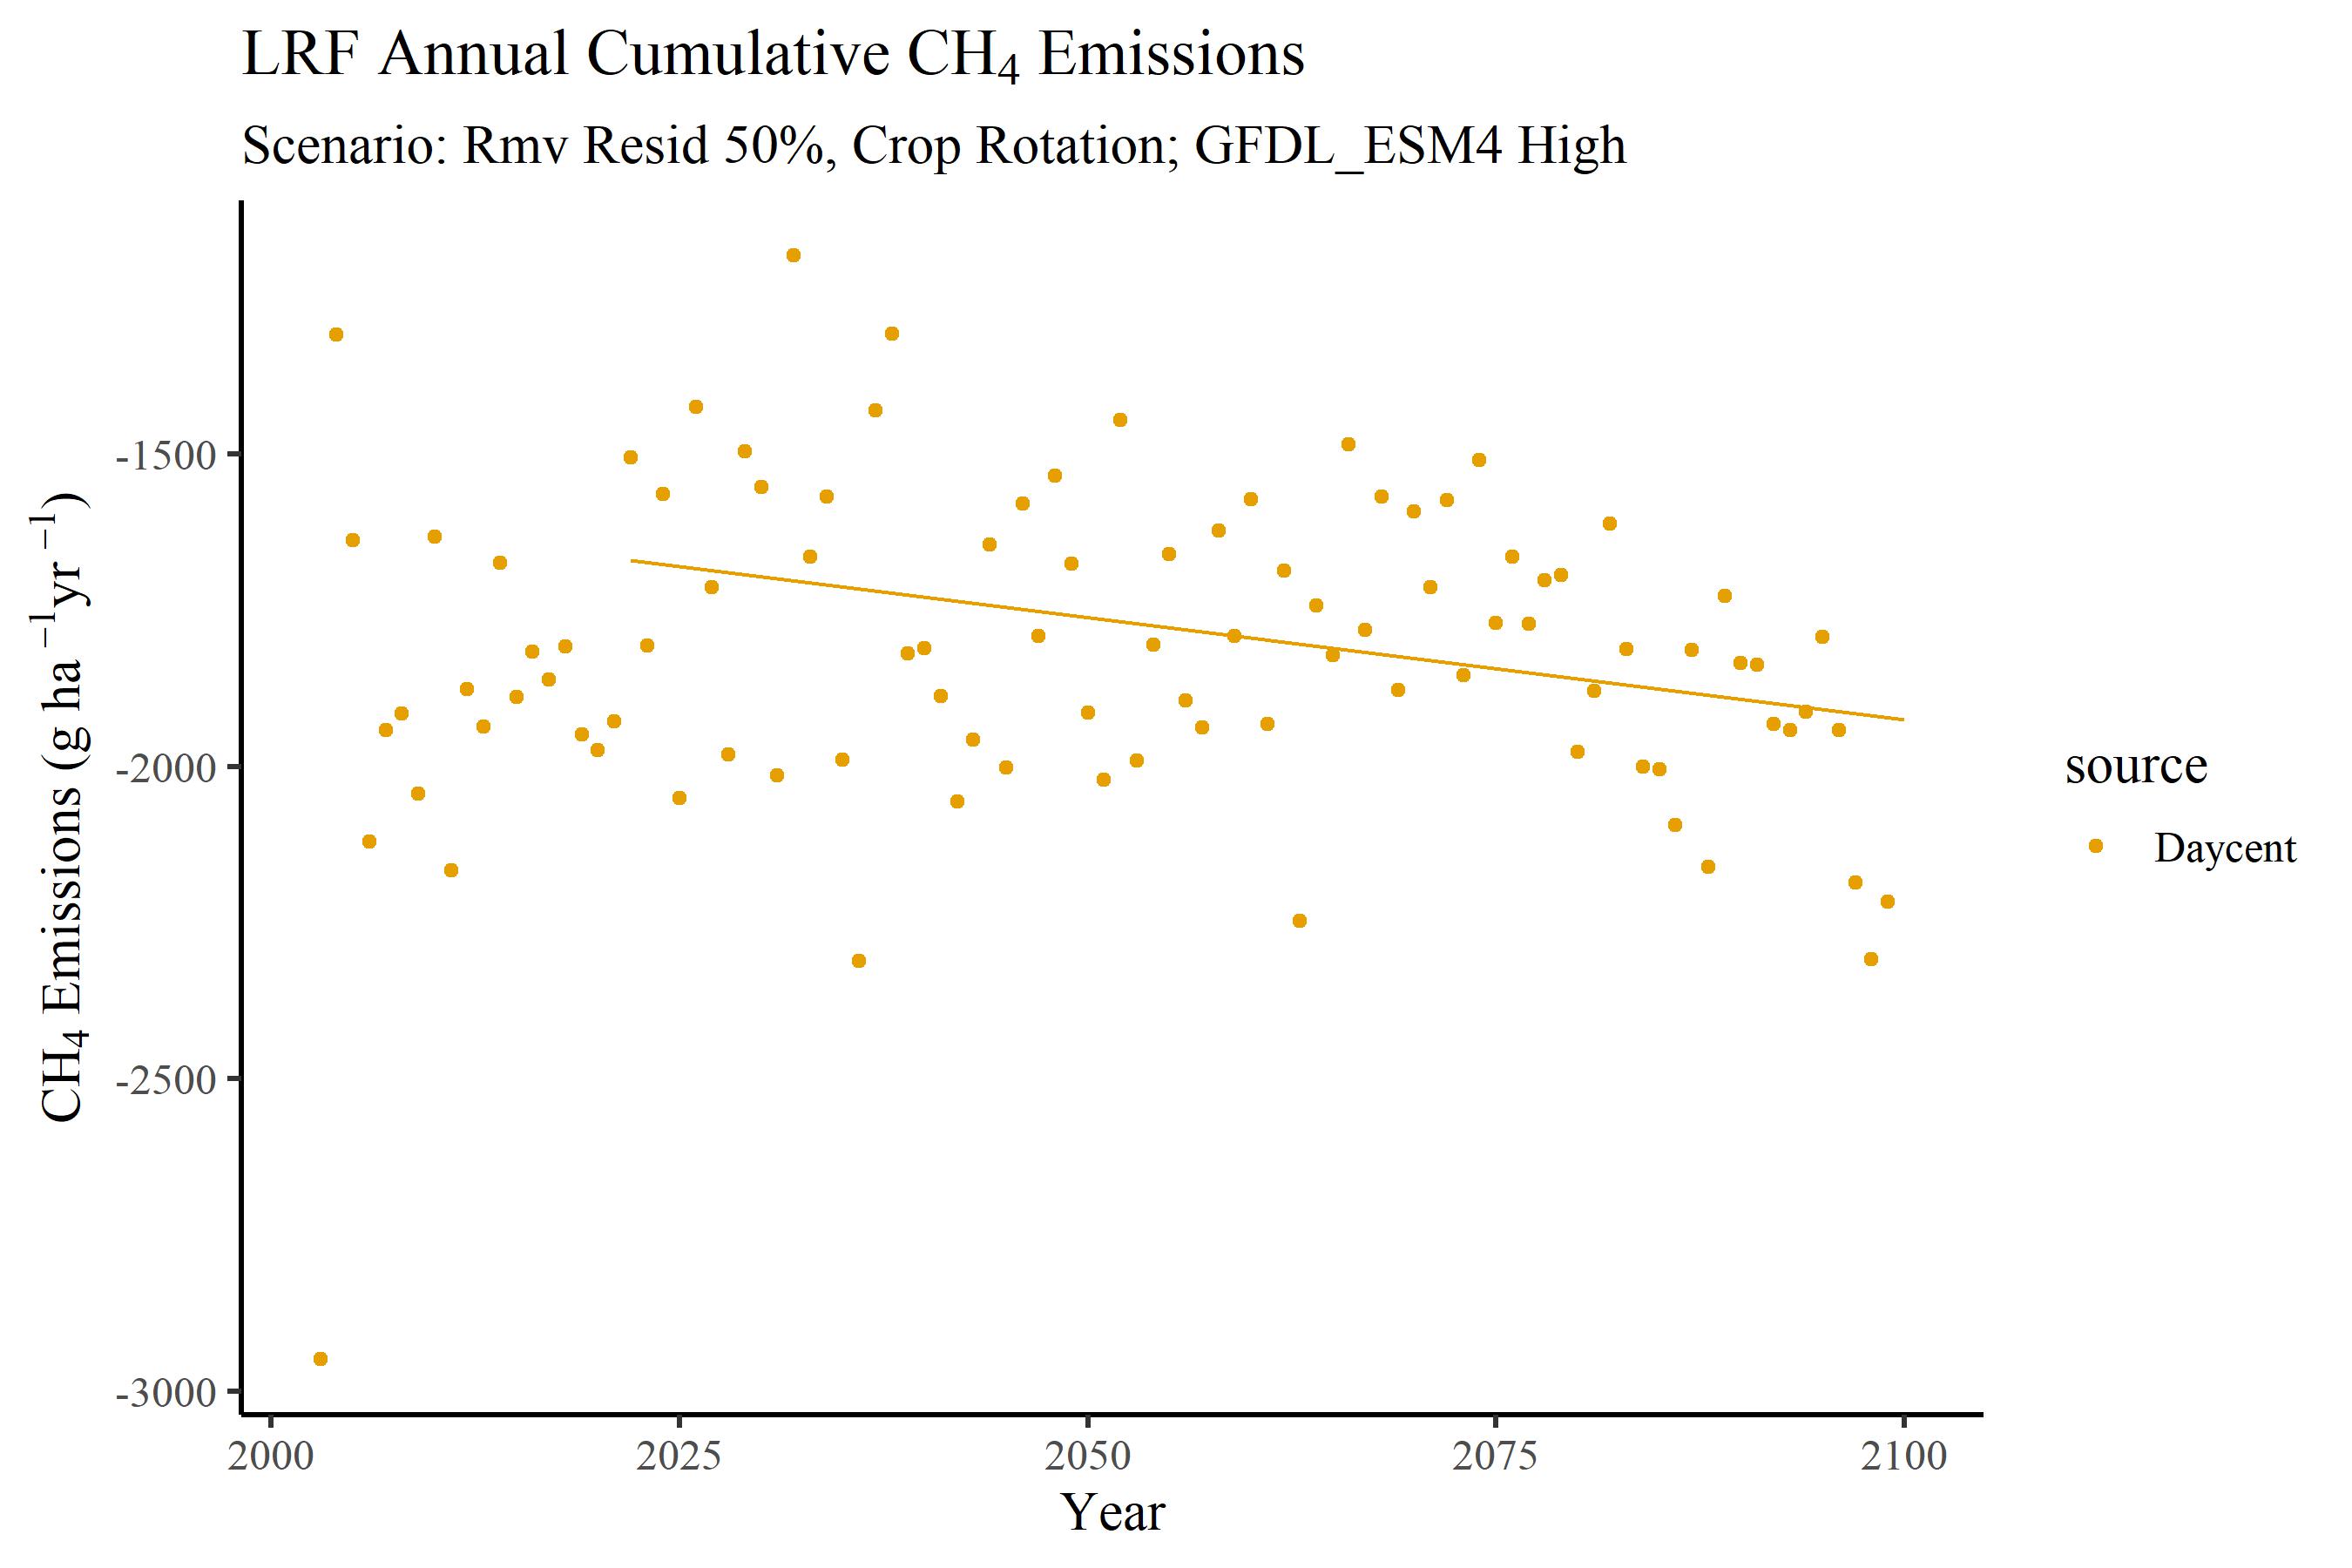 LRF Annual Cumulative CH₄ Emissions
Scenario: Rmv Resid 50%, Crop Rotation; GFDL_ESM4 High
CH₄ Emissions (g ha ⁻¹yr ⁻¹)
-1500
-2000
-2500
-3000
2000 2025 2050 2075 2100
Year
source
Daycent